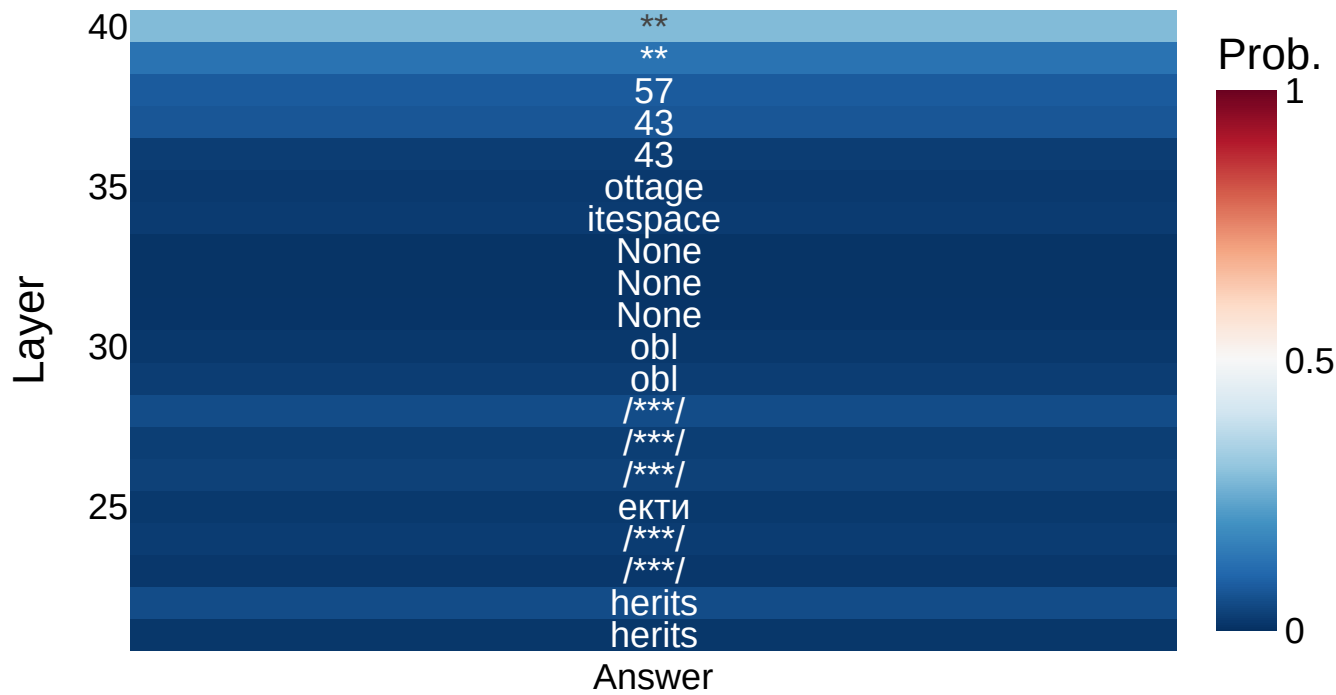 40
**
**
57
43
43
35
ottage
itespace
None
None
None
30
obl
obl
/***/
/***/
/***/
25
екти
/***/
/***/
herits
herits
Layer
Answer
Prob.
1
0.5
0